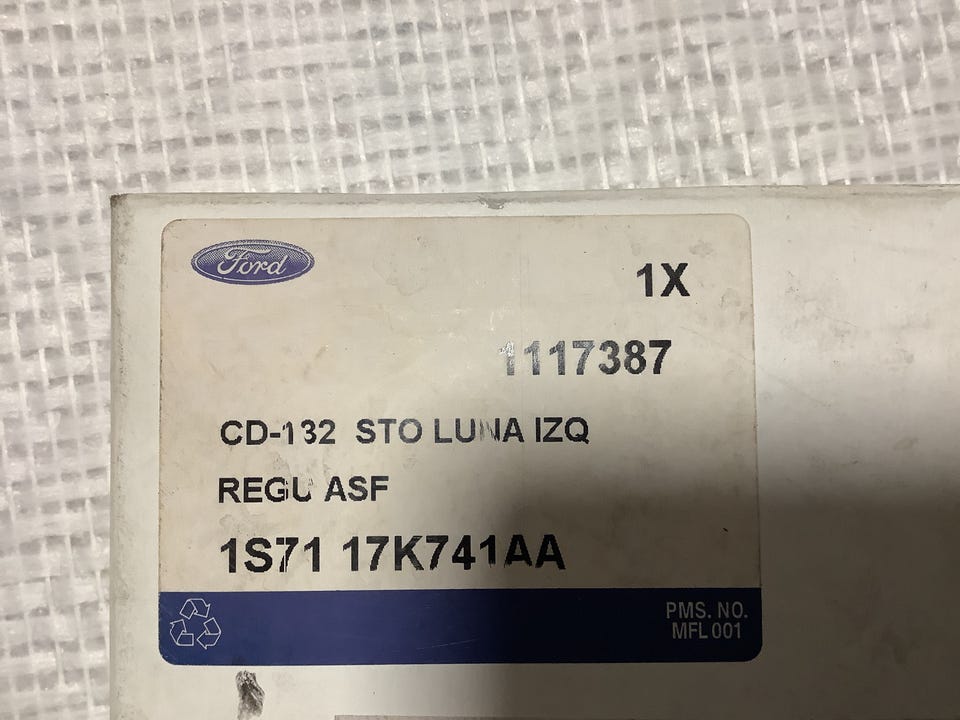 Ford
1X
1117387
CD-132 STO LUNA IZQ
REGU ASF
1S71 17K741AA
PMS. NO.
MFL 001